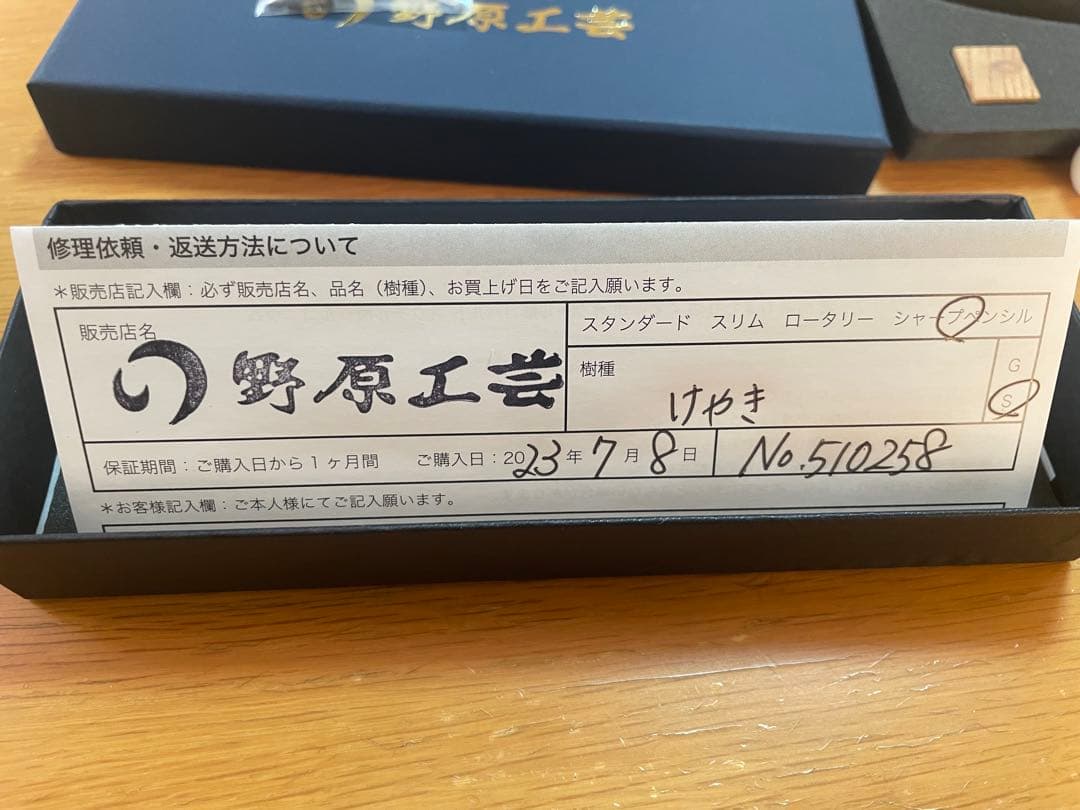 野原工芸
修理依頼・返送方法について
＊販売店記入欄：必ず販売店名、品名（樹種）、お買上げ日をご記入願います。
販売店名
野原工芸
スタンダード スリム ロータリー シャープペンシル
樹種
けやき
G
S
保証期間：ご購入日から1ヶ月間 ご購入日：2023年7月8日 No.510258
＊お客様記入欄：ご本人様にてご記入願います。